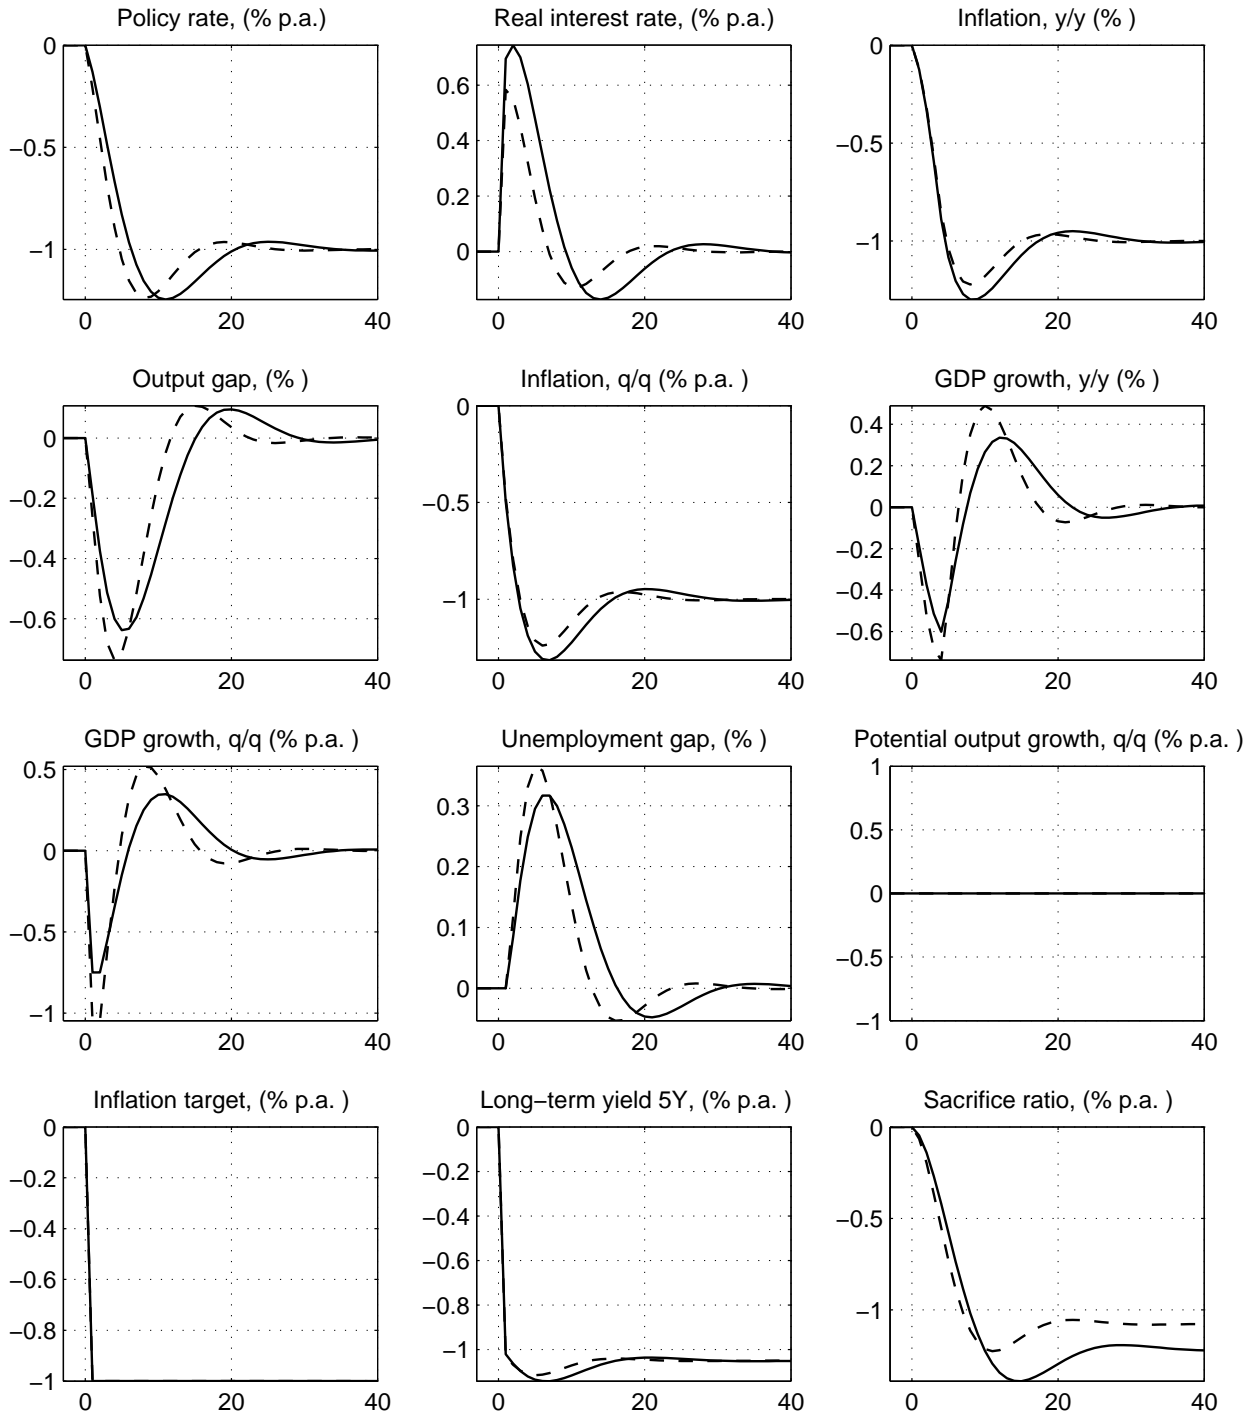 Policy rate, (% p.a.)
0
−0.5
−1
0 20 40
Real interest rate, (% p.a.)
0.6
0.4
0.2
0
0 20 40
Inflation, y/y (% )
0
−0.5
−1
0 20 40
Output gap, (% )
0
−0.2
−0.4
−0.6
0 20 40
Inflation, q/q (% p.a. )
0
−0.5
−1
0 20 40
GDP growth, y/y (% )
0.4
0.2
0
−0.2
−0.4
−0.6
0 20 40
GDP growth, q/q (% p.a. )
0.5
0
−0.5
−1
0 20 40
Unemployment gap, (% )
0.3
0.2
0.1
0
0 20 40
Potential output growth, q/q (% p.a. )
1
0.5
0
−0.5
−1
0 20 40
Inflation target, (% p.a. )
0
−0.2
−0.4
−0.6
−0.8
−1
0 20 40
Long−term yield 5Y, (% p.a. )
0
−0.2
−0.4
−0.6
−0.8
−1
0 20 40
Sacrifice ratio, (% p.a. )
0
−0.5
−1
0 20 40